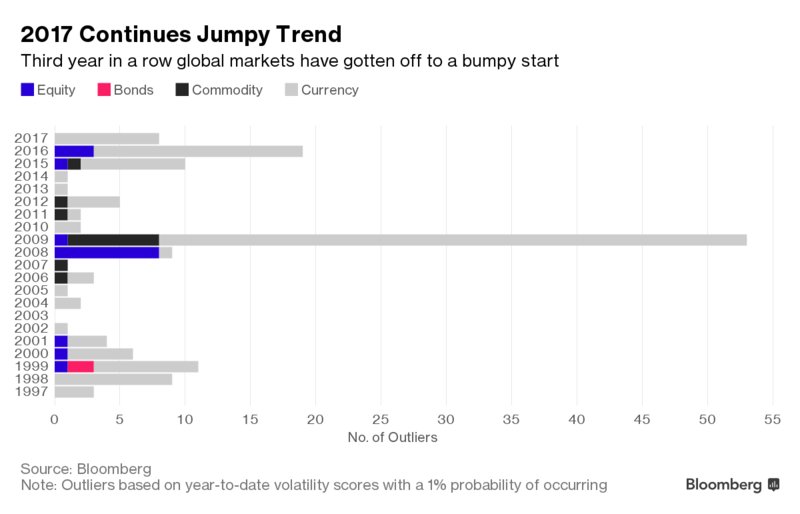 2017 Continues Jumpy Trend
Third year in a row global markets have gotten off to a bumpy start
Equity Bonds Commodity Currency
2017
2016
2015
2014
2013
2012
2011
2010
2009
2008
2007
2006
2005
2004
2003
2002
2001
2000
1999
1998
1997
0 5 10 15 20 25 30 35 40 45 50 55
No. of Outliers
Source: Bloomberg
Note: Outliers based on year-to-date volatility scores with a 1% probability of occurring
Bloomberg